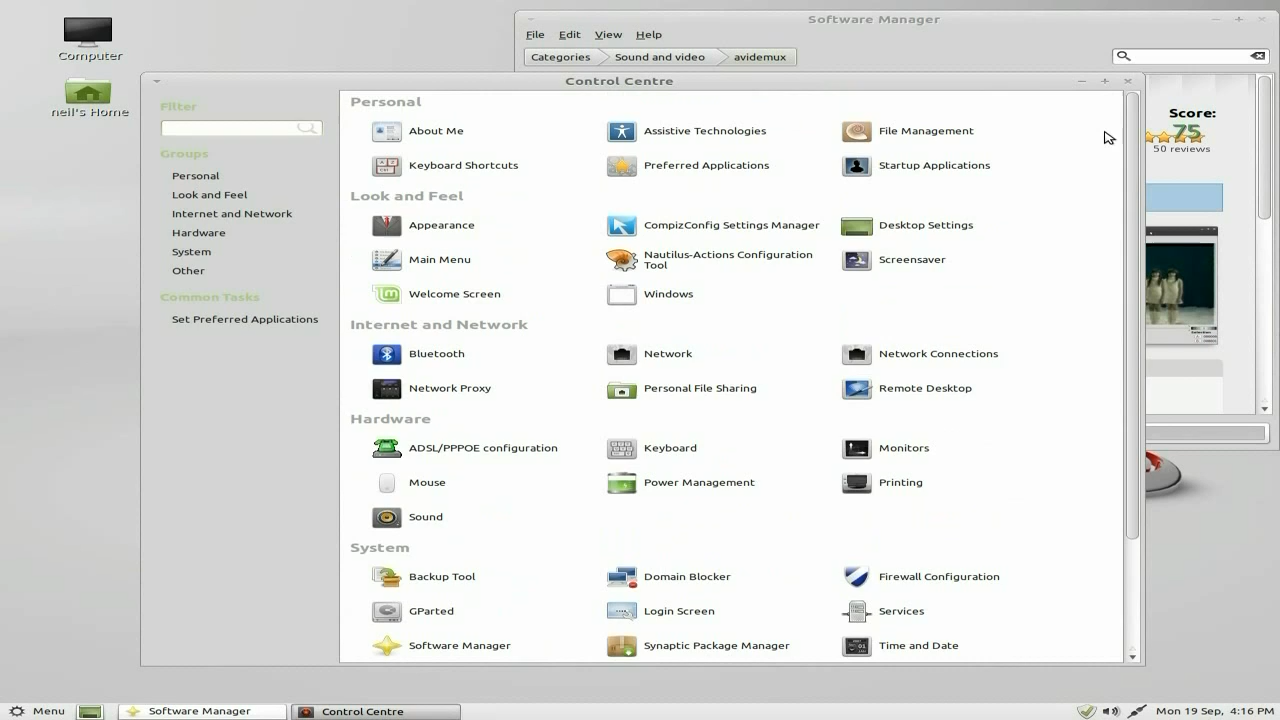 Software Manager
File Edit View Help
Categories Sound and video avidemux
Computer
neil's Home
Control Centre
Filter
Groups
Personal
Look and Feel
Internet and Network
Hardware
System
Other
Common Tasks
Set Preferred Applications
Personal
About Me Assistive Technologies File Management
Keyboard Shortcuts Preferred Applications Startup Applications
Look and Feel
Appearance CompizConfig Settings Manager Desktop Settings
Main Menu Nautilus-Actions Configuration Tool Screensaver
Welcome Screen Windows
Internet and Network
Bluetooth Network Network Connections
Network Proxy Personal File Sharing Remote Desktop
Hardware
ADSL/PPPOE configuration Keyboard Monitors
Mouse Power Management Printing
Sound
System
Backup Tool Domain Blocker Firewall Configuration
GParted Login Screen Services
Software Manager Synaptic Package Manager Time and Date
Score:
75
50 reviews
Menu Software Manager Control Centre Mon 19 Sep, 4:16 PM